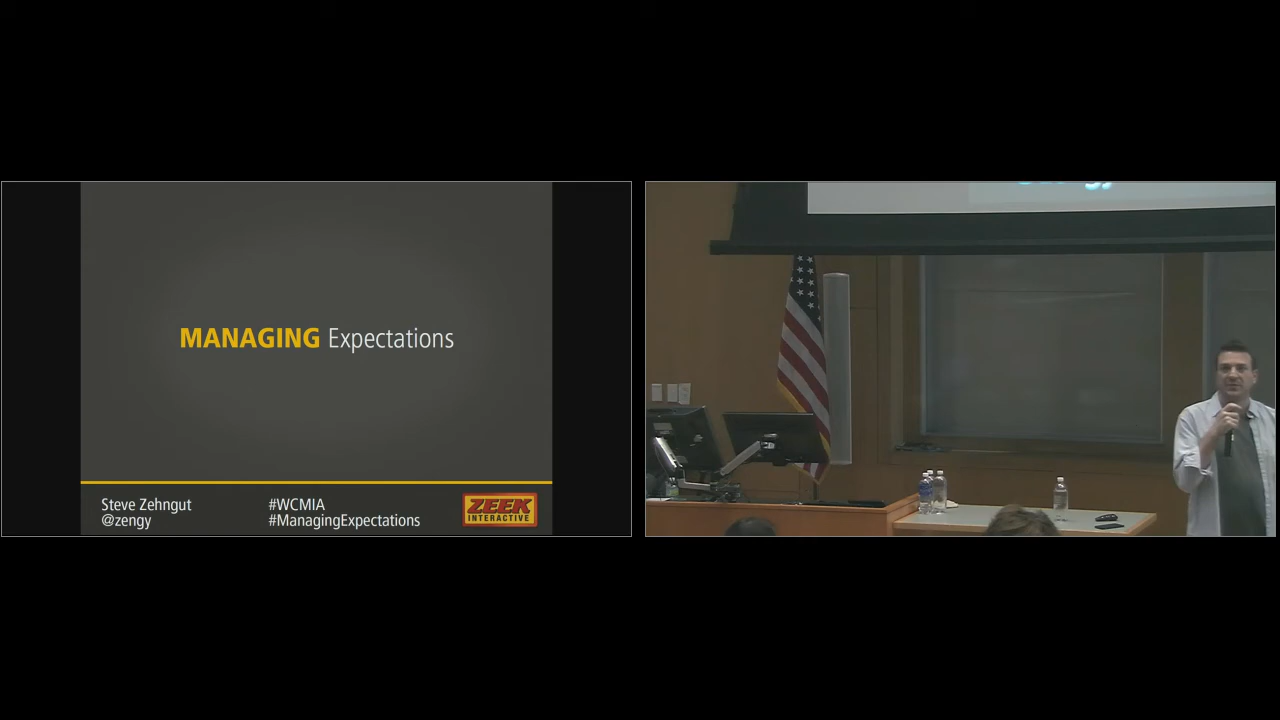 MANAGING Expectations
Steve Zehngut
@zengy
#WCMIA
#ManagingExpectations
ZEEK
INTERACTIVE